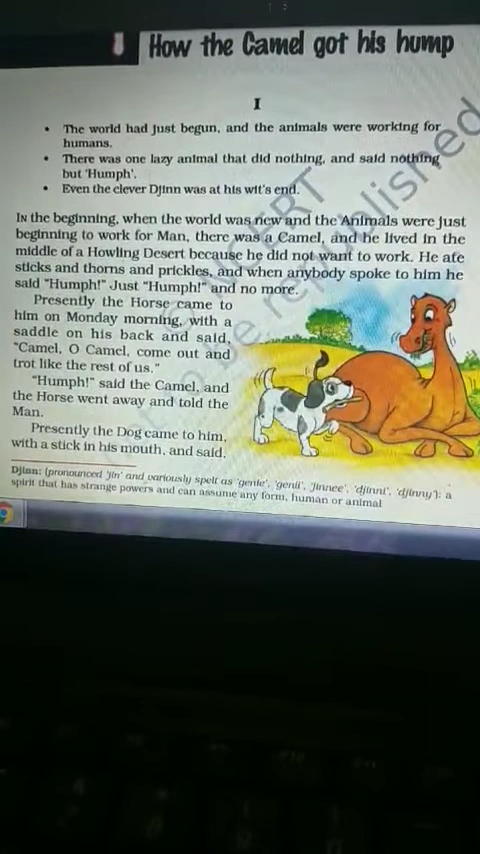 How the Camel got his hump
I
• The world had just begun, and the animals were working for
humans.
• There was one lazy animal that did nothing, and said nothing
but 'Humph'.
• Even the clever Djinn was at his wit's end.
IN the beginning, when the world was new and the Animals were just
beginning to work for Man, there was a Camel, and he lived in the
middle of a Howling Desert because he did not want to work. He ate
sticks and thorns and prickles, and when anybody spoke to him he
said "Humph!" Just "Humph!" and no more.
Presently the Horse came to
him on Monday morning, with a
saddle on his back and said,
"Camel, O Camel, come out and
trot like the rest of us."
"Humph!" said the Camel, and
the Horse went away and told the
Man.
Presently the Dog came to him,
with a stick in his mouth, and said,
Djinn: (pronounced 'jin' and variously spelt as 'genie', 'genii', 'jinnee', 'djinni', 'djinny'): a
spirit that has strange powers and can assume any form, human or animal
© NCERT
not to be republished